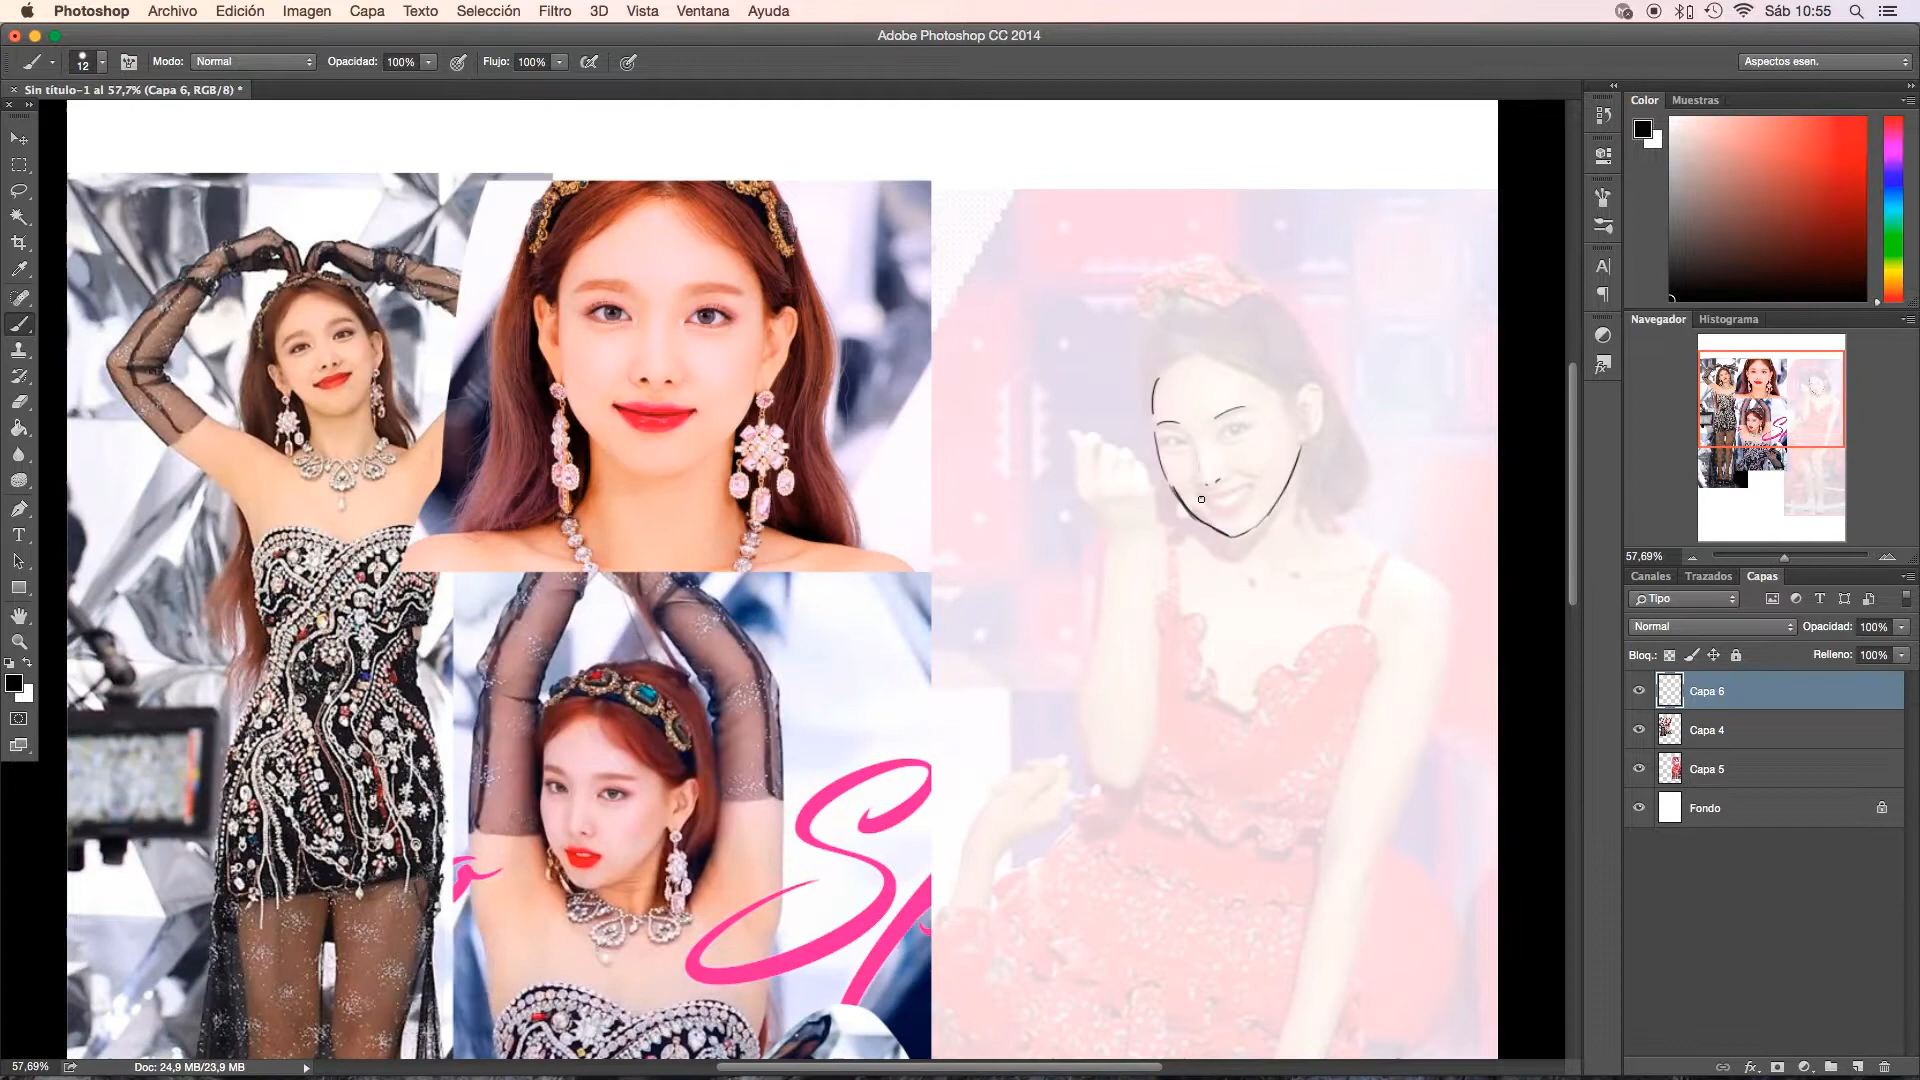 Photoshop Archivo Edición Imagen Capa Texto Selección Filtro 3D Vista Ventana Ayuda Sáb 10:55
Adobe Photoshop CC 2014
12 Modo: Normal Opacidad: 100% Flujo: 100% Aspectos esen.
× Sin título-1 al 57,7% (Capa 6, RGB/8) *
Color Muestras
Navegador Histograma
57,69%
Canales Trazados Capas
Tipo
Normal Opacidad: 100%
Bloq.: Relleno: 100%
Capa 6
Capa 4
Capa 5
Fondo
Sp
57,69% Doc: 24,9 MB/23,9 MB